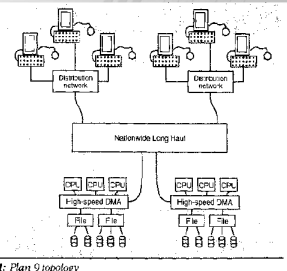 Distribution network
Distribution network
Nationwide Long Haul
CPU CPU CPU
CPU CPU CPU
High-speed DMA
High-speed DMA
File File
File File
1: Plan 9 topology